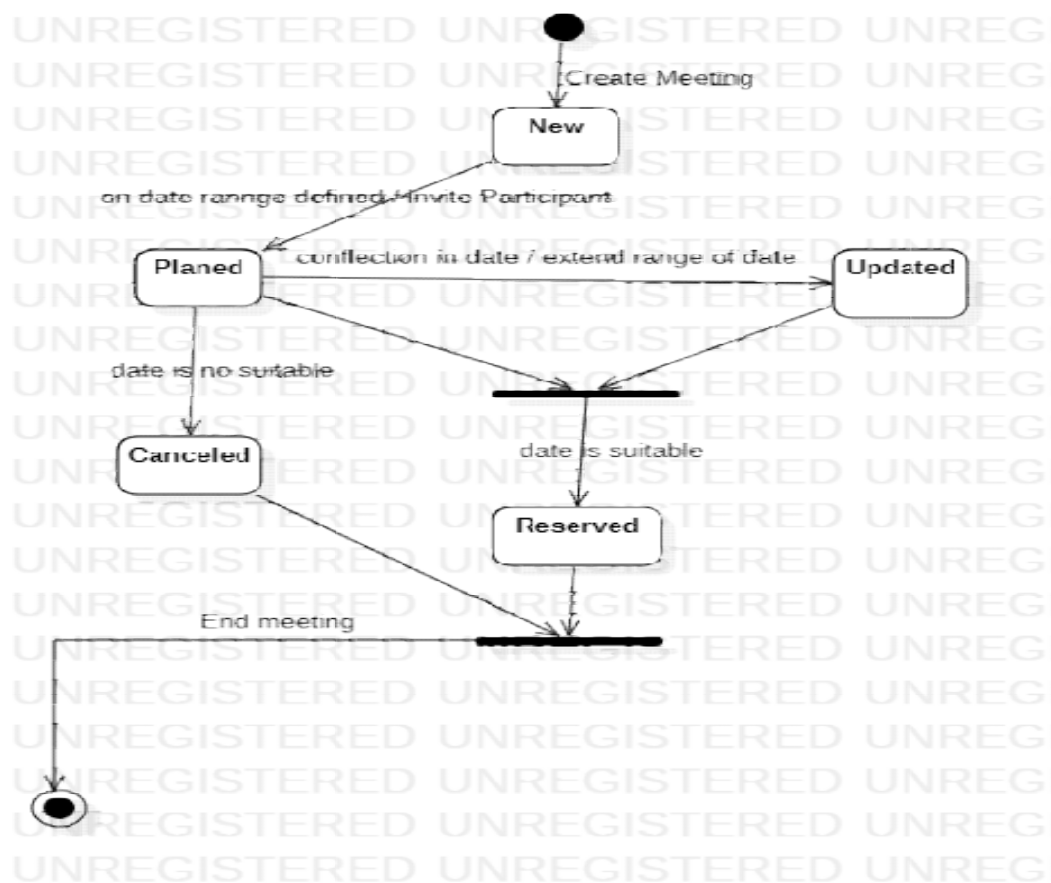 Create Meeting
New
on date rannge defined / Invite Participant
Planed
conflection in date / extend range of date
Updated
date is no suitable
Canceled
date is suitable
Reserved
End meeting
UNREGISTERED UNREGISTERED UNREG